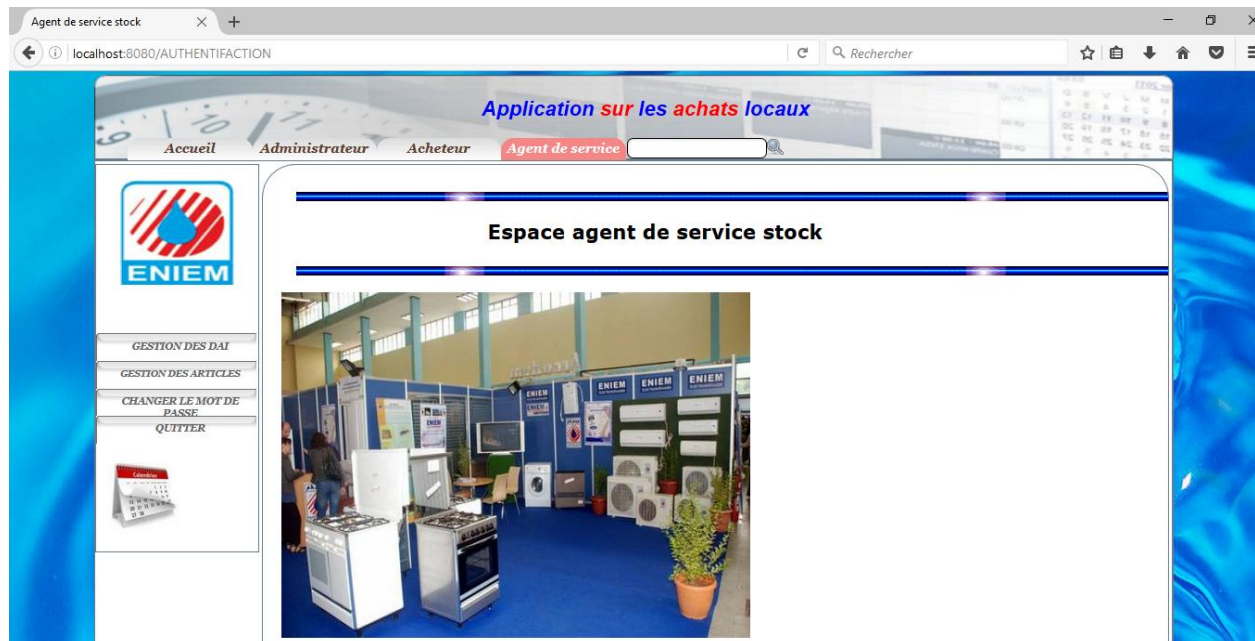 Agent de service stock
localhost:8080/AUTHENTIFACTION
Rechercher
Application sur les achats locaux
Accueil
Administrateur
Acheteur
Agent de service
ENIEM
Espace agent de service stock
GESTION DES DAI
GESTION DES ARTICLES
CHANGER LE MOT DE
PASSE
QUITTER
Calendrier
ENIEM
ENIEM
ENIEM
ENIEM